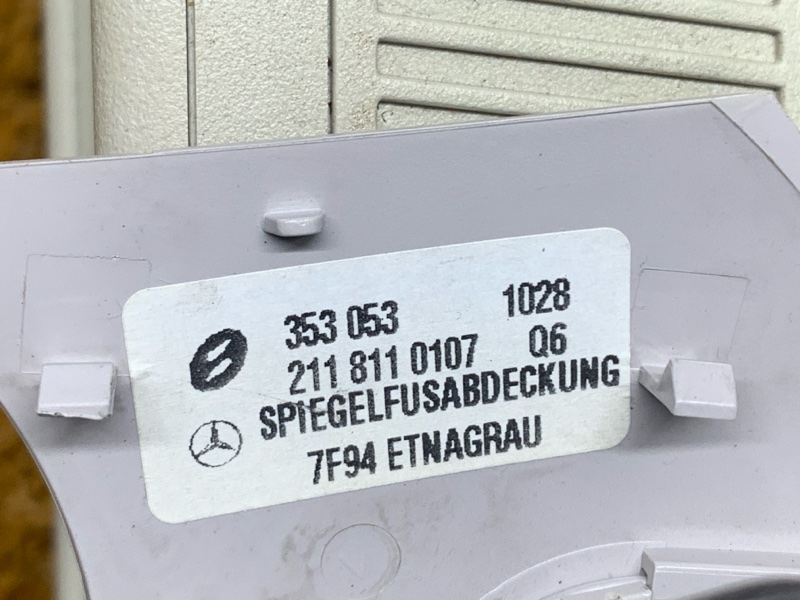 353 053 1028
211 811 0107 Q6
SPIEGELFUSABDECKUNG
7F94 ETNAGRAU